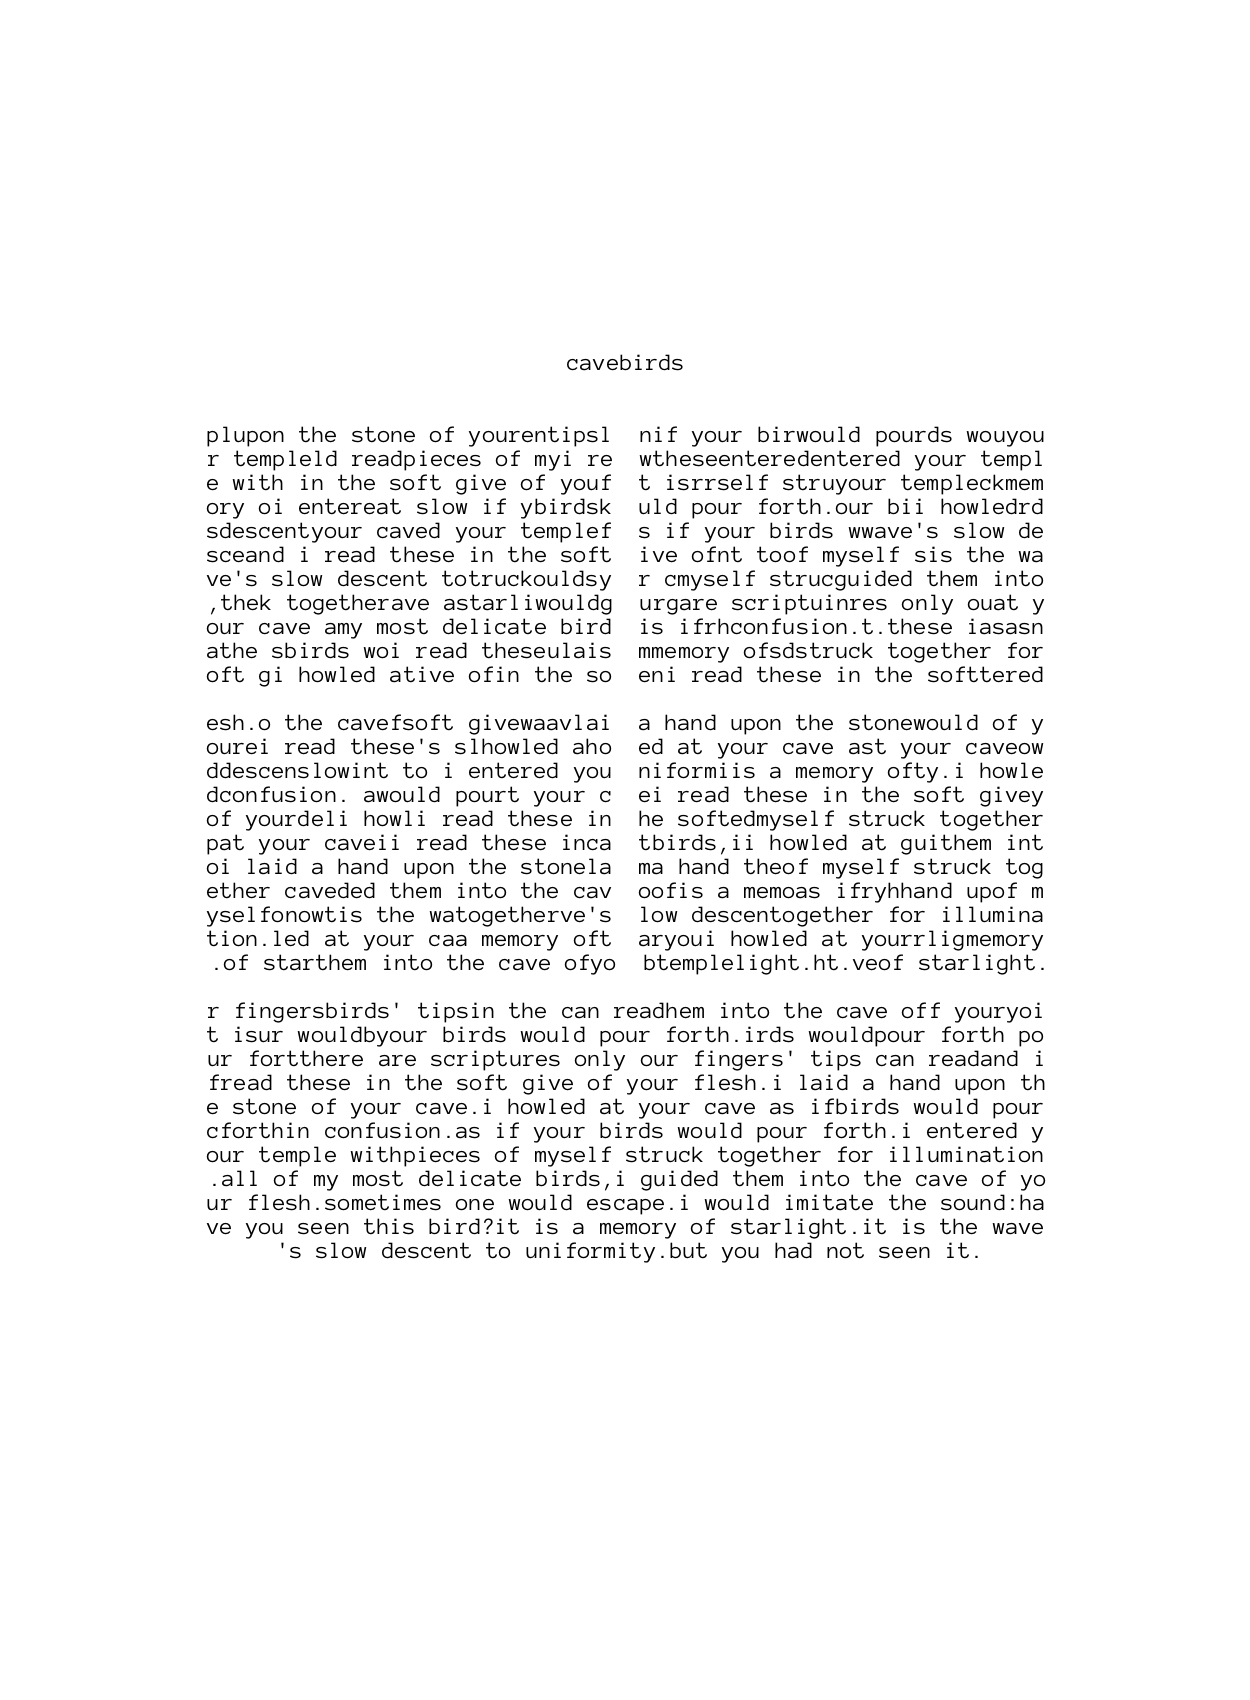 cavebirds
plupon the stone of yourentipsl nif your birwould pourds wouyou
r templeld readpieces of myi re wtheseenteredentered your templ
e with in the soft give of youf t isrrself struyour templeckmem
ory oi entereat slow if ybirdsk uld pour forth.our bii howledrd
sdescentyour caved your templef s if your birds wwave's slow de
sceand i read these in the soft ive ofnt toof myself sis the wa
ve's slow descent totruckouldsy r cmyself strucguided them into
,thek togetherave astarliwouldg urgare scriptuinres only ouat y
our cave amy most delicate bird is ifrhconfusion.t.these iasasn
athe sbirds woi read theseulais mmemory ofsdstruck together for
oft gi howled ative ofin the so eni read these in the softtered
esh.o the cavefsoft givewaavlai a hand upon the stonewould of y
ourei read these's slhowled aho ed at your cave ast your caveow
ddescenslowint to i entered you niformiis a memory ofty.i howle
dconfusion. awould pourt your c ei read these in the soft givey
of yourdeli howli read these in he softedmyself struck together
pat your caveii read these inca tbirds,ii howled at guithem int
oi laid a hand upon the stonela ma hand theof myself struck tog
ether caveded them into the cav oofis a memoas ifryhhand upof m
yselfonowtis the watogetherve's low descentogether for illumina
tion.led at your caa memory oft aryoui howled at yourrligmemory
.of starthem into the cave ofyo btemplelight.ht.veof starlight.
r fingersbirds' tipsin the can readhem into the cave off youryoi
t isur wouldbyour birds would pour forth.irds wouldpour forth po
ur fortthere are scriptures only our fingers' tips can readand i
fread these in the soft give of your flesh.i laid a hand upon th
e stone of your cave.i howled at your cave as ifbirds would pour
cforthin confusion.as if your birds would pour forth.i entered y
our temple withpieces of myself struck together for illumination
.all of my most delicate birds,i guided them into the cave of yo
ur flesh.sometimes one would escape.i would imitate the sound:ha
ve you seen this bird?it is a memory of starlight.it is the wave
's slow descent to uniformity.but you had not seen it.